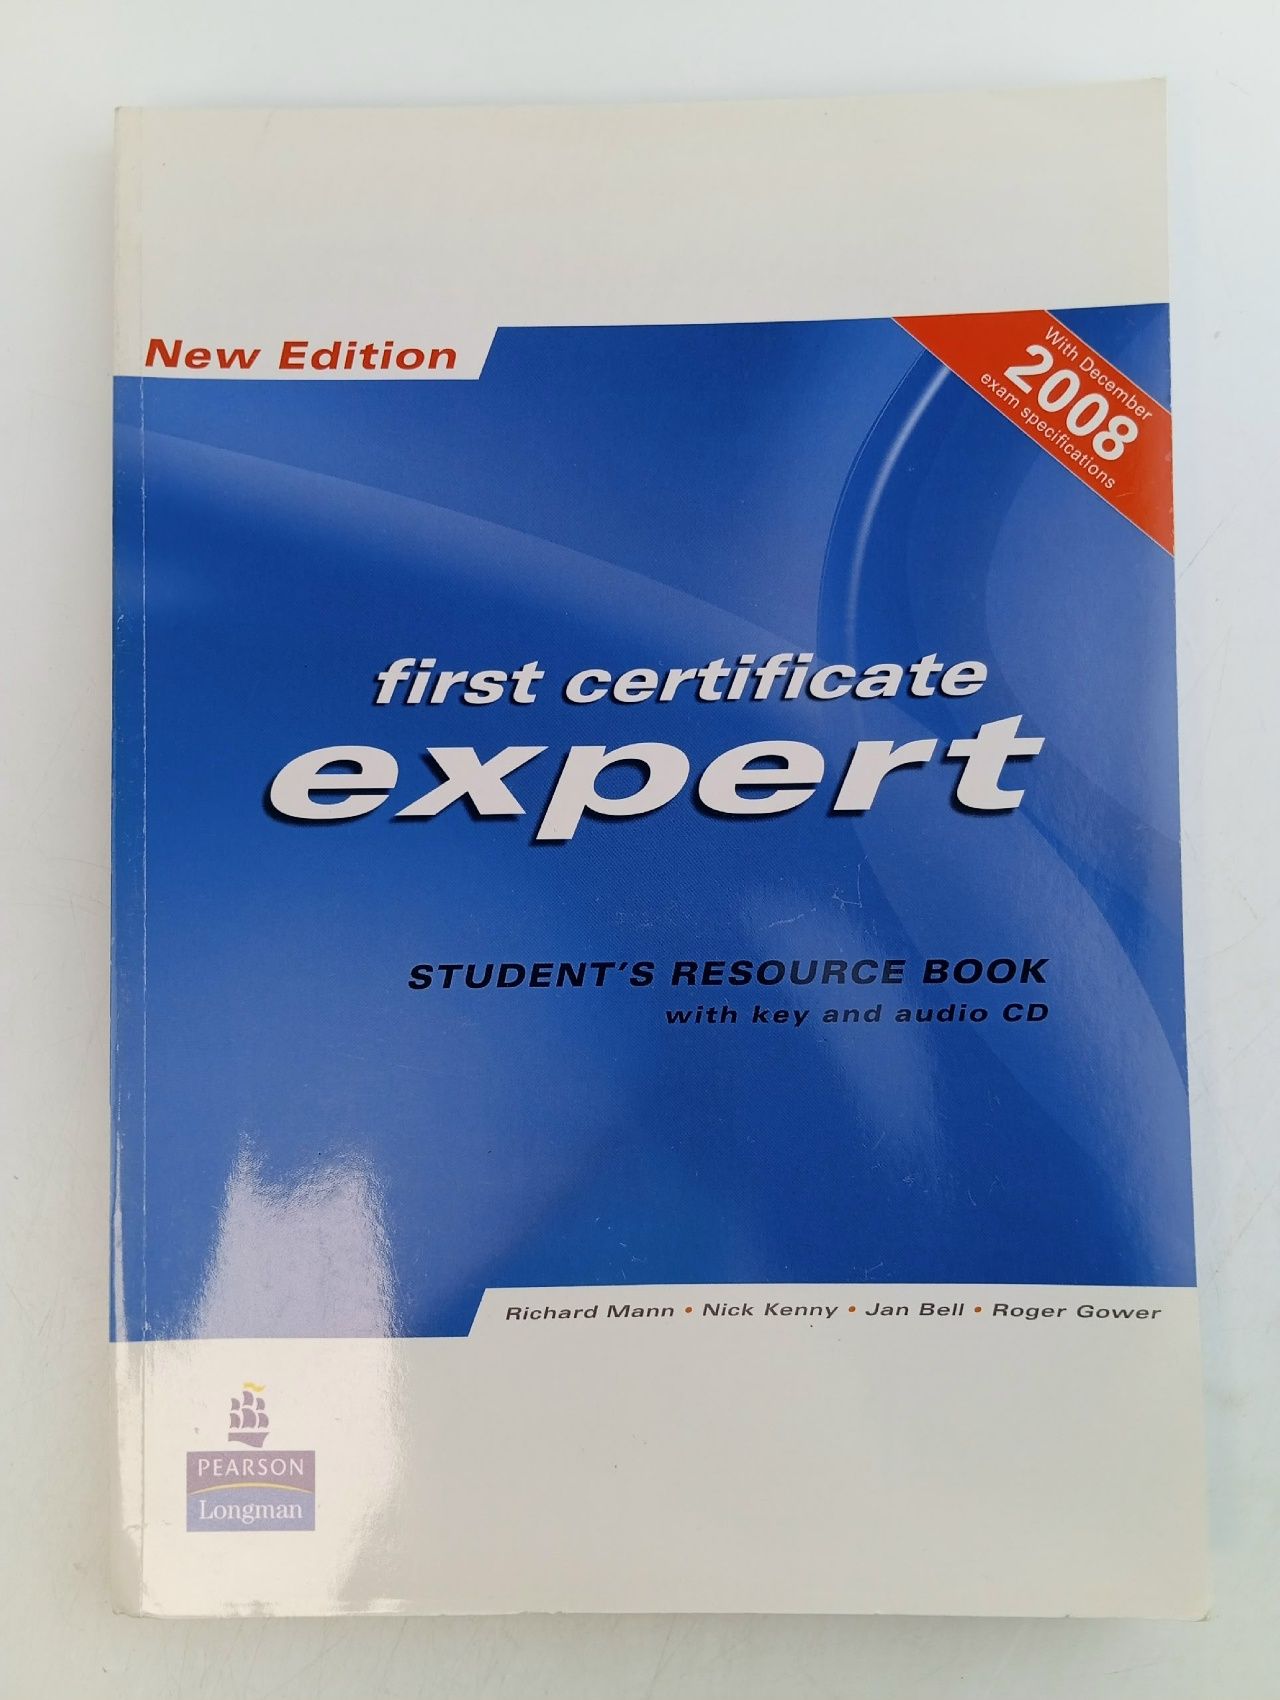 New Edition
With December
2008
exam specifications
first certificate
expert
STUDENT'S RESOURCE BOOK
with key and audio CD
Richard Mann • Nick Kenny • Jan Bell • Roger Gower
PEARSON
Longman